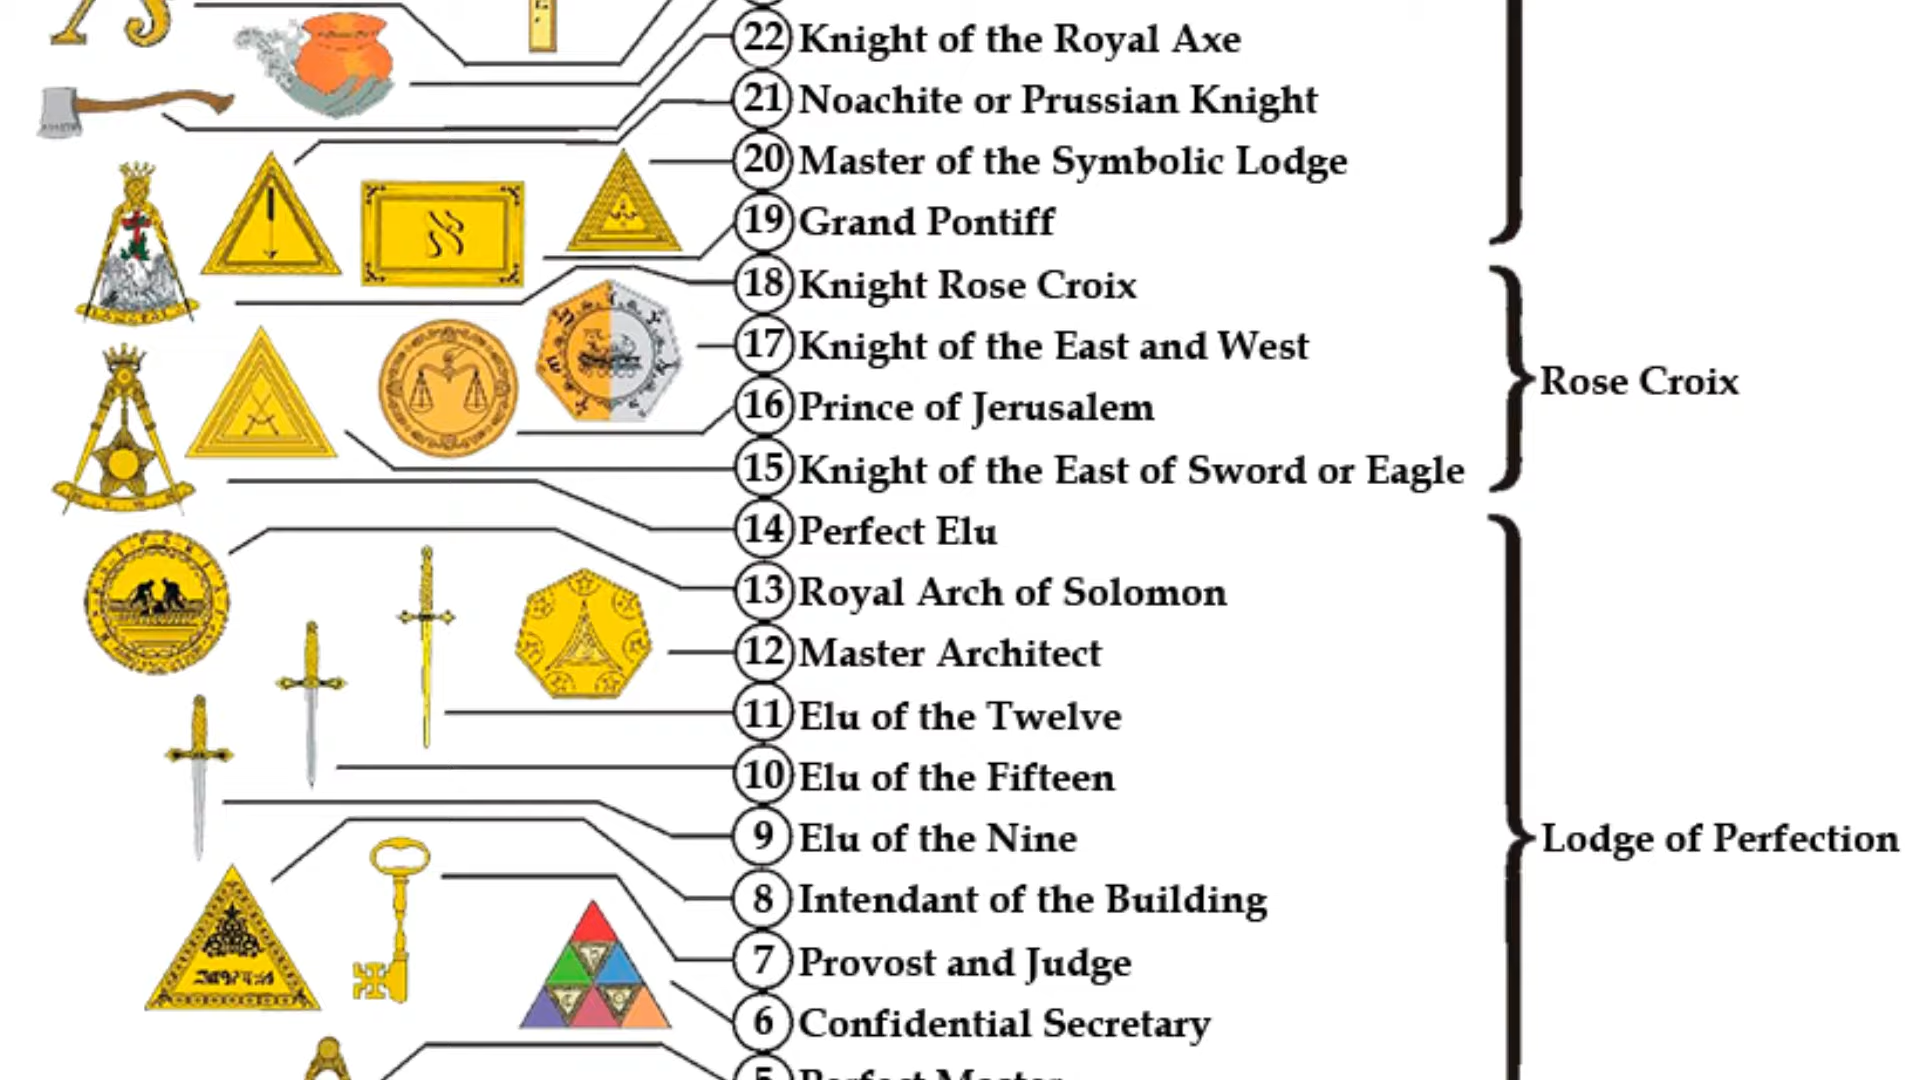 22 Knight of the Royal Axe
21 Noachite or Prussian Knight
20 Master of the Symbolic Lodge
19 Grand Pontiff
18 Knight Rose Croix
17 Knight of the East and West
16 Prince of Jerusalem
Rose Croix
15 Knight of the East of Sword or Eagle
14 Perfect Elu
13 Royal Arch of Solomon
12 Master Architect
11 Elu of the Twelve
10 Elu of the Fifteen
9 Elu of the Nine
Lodge of Perfection
8 Intendant of the Building
7 Provost and Judge
6 Confidential Secretary
5 Perfect Master